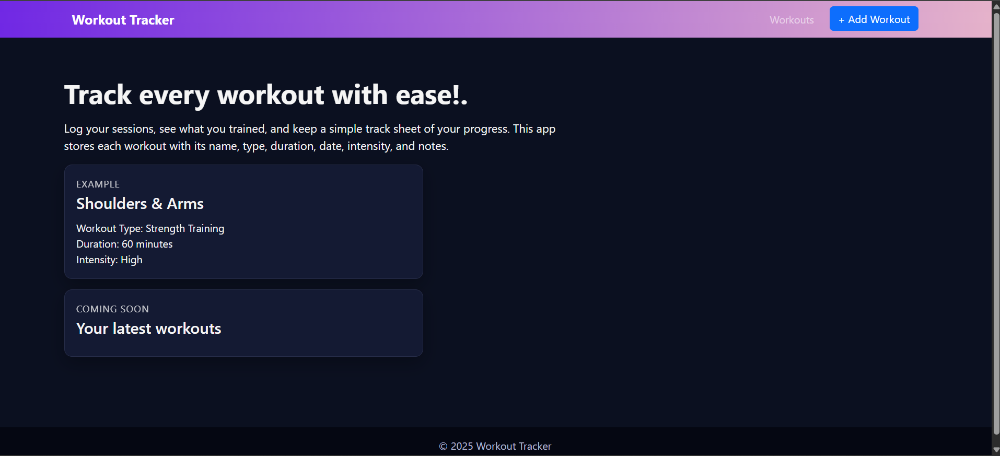 Workout Tracker
Workouts
+ Add Workout
Track every workout with ease!.
Log your sessions, see what you trained, and keep a simple track sheet of your progress. This app
stores each workout with its name, type, duration, date, intensity, and notes.
EXAMPLE
Shoulders & Arms
Workout Type: Strength Training
Duration: 60 minutes
Intensity: High
COMING SOON
Your latest workouts
© 2025 Workout Tracker